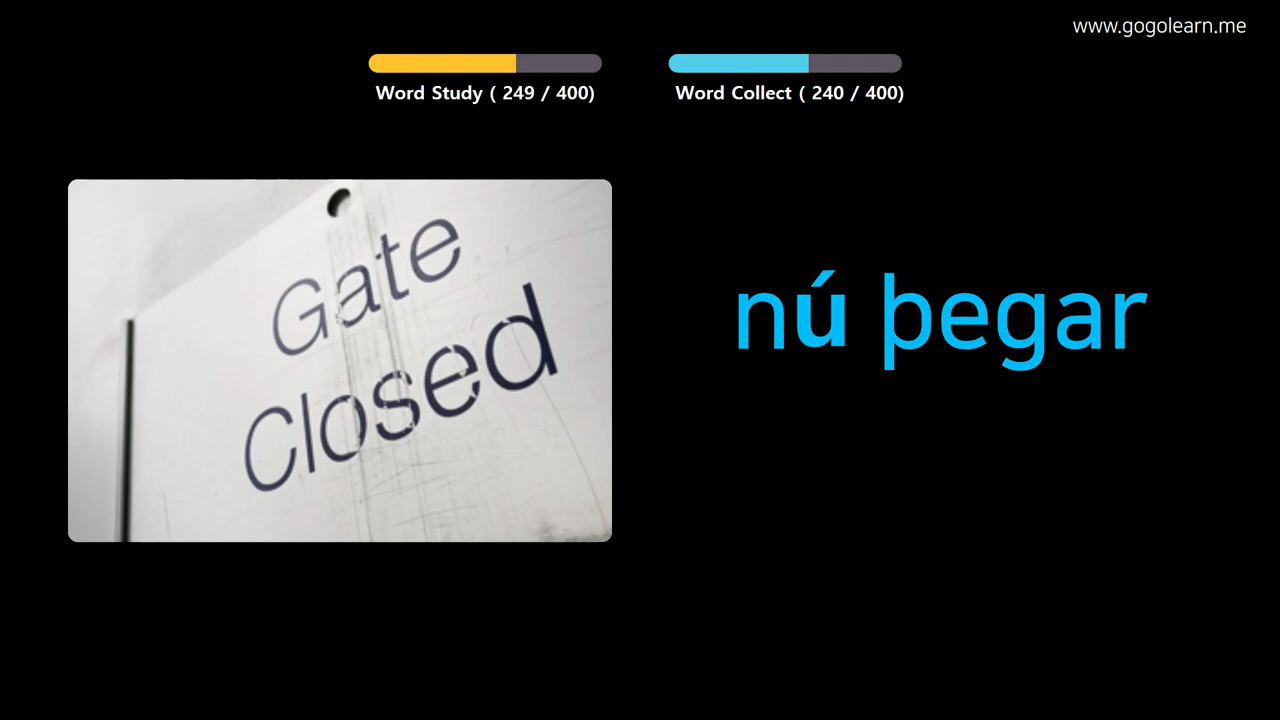 www.gogolearn.me
Word Study ( 249 / 400)
Word Collect ( 240 / 400)
Gate
Closed
nú þegar